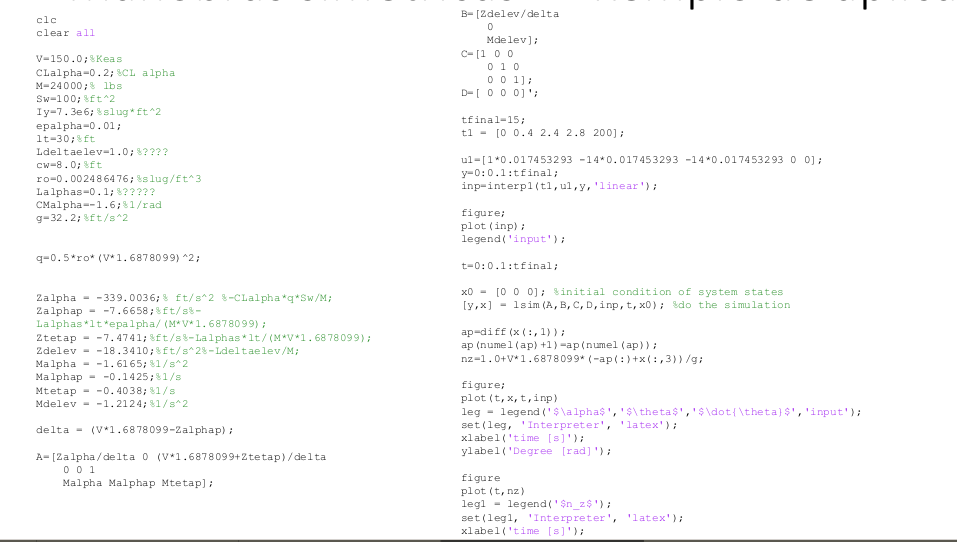 clc
clear all
V=150.0;%Keas
CLalpha=0.2;%CL alpha
M=24000;% lbs
Sw=100;%ft^2
Iy=7.3e6;%slug*ft^2
epalpha=0.01;
lt=30;%ft
Ldeltaelev=1.0;%????
cw=8.0;%ft
ro=0.002486476;%slug/ft^3
Lalphas=0.1;%?????
CMalpha=-1.6;%1/rad
g=32.2;%ft/s^2
q=0.5*ro*(V*1.6878099)^2;
Zalpha = -339.0036;% ft/s^2 %-CLalpha*q*Sw/M;
Zalphap = -7.6658;%ft/s%-
Lalphas*lt*epalpha/(M*V*1.6878099);
Ztetap = -7.4741;%ft/s%-Lalphas*lt/(M*V*1.6878099);
Zdelev = -18.3410;%ft/s^2%-Ldeltaelev/M;
Malpha = -1.6165;%1/s^2
Malphap = -0.1425;%1/s
Mtetap = -0.4038;%1/s
Mdelev = -1.2124;%1/s^2
delta = (V*1.6878099-Zalphap);
A=[Zalpha/delta 0 (V*1.6878099+Ztetap)/delta
0 0 1
Malpha Malphap Mtetap];
B=[Zdelev/delta
0
Mdelev];
C=[1 0 0
0 1 0
0 0 1];
D=[ 0 0 0]';
tfinal=15;
t1 = [0 0.4 2.4 2.8 200];
u1=[1*0.017453293 -14*0.017453293 -14*0.017453293 0 0];
y=0:0.1:tfinal;
inp=interp1(t1,u1,y,'linear');
figure;
plot(inp);
legend('input');
t=0:0.1:tfinal;
x0 = [0 0 0]; %initial condition of system states
[y,x] = lsim(A,B,C,D,inp,t,x0); %do the simulation
ap=diff(x(:,1));
ap(numel(ap)+1)=ap(numel(ap));
nz=1.0+V*1.6878099*(-ap(:)+x(:,3))/g;
figure;
plot(t,x,t,inp)
leg = legend('$\alpha$','$\theta$','$\dot{\theta}$','input');
set(leg, 'Interpreter', 'latex');
xlabel('time [s]');
ylabel('Degree [rad]');
figure
plot(t,nz)
leg1 = legend('$n_z$');
set(leg1, 'Interpreter', 'latex');
xlabel('time [s]');